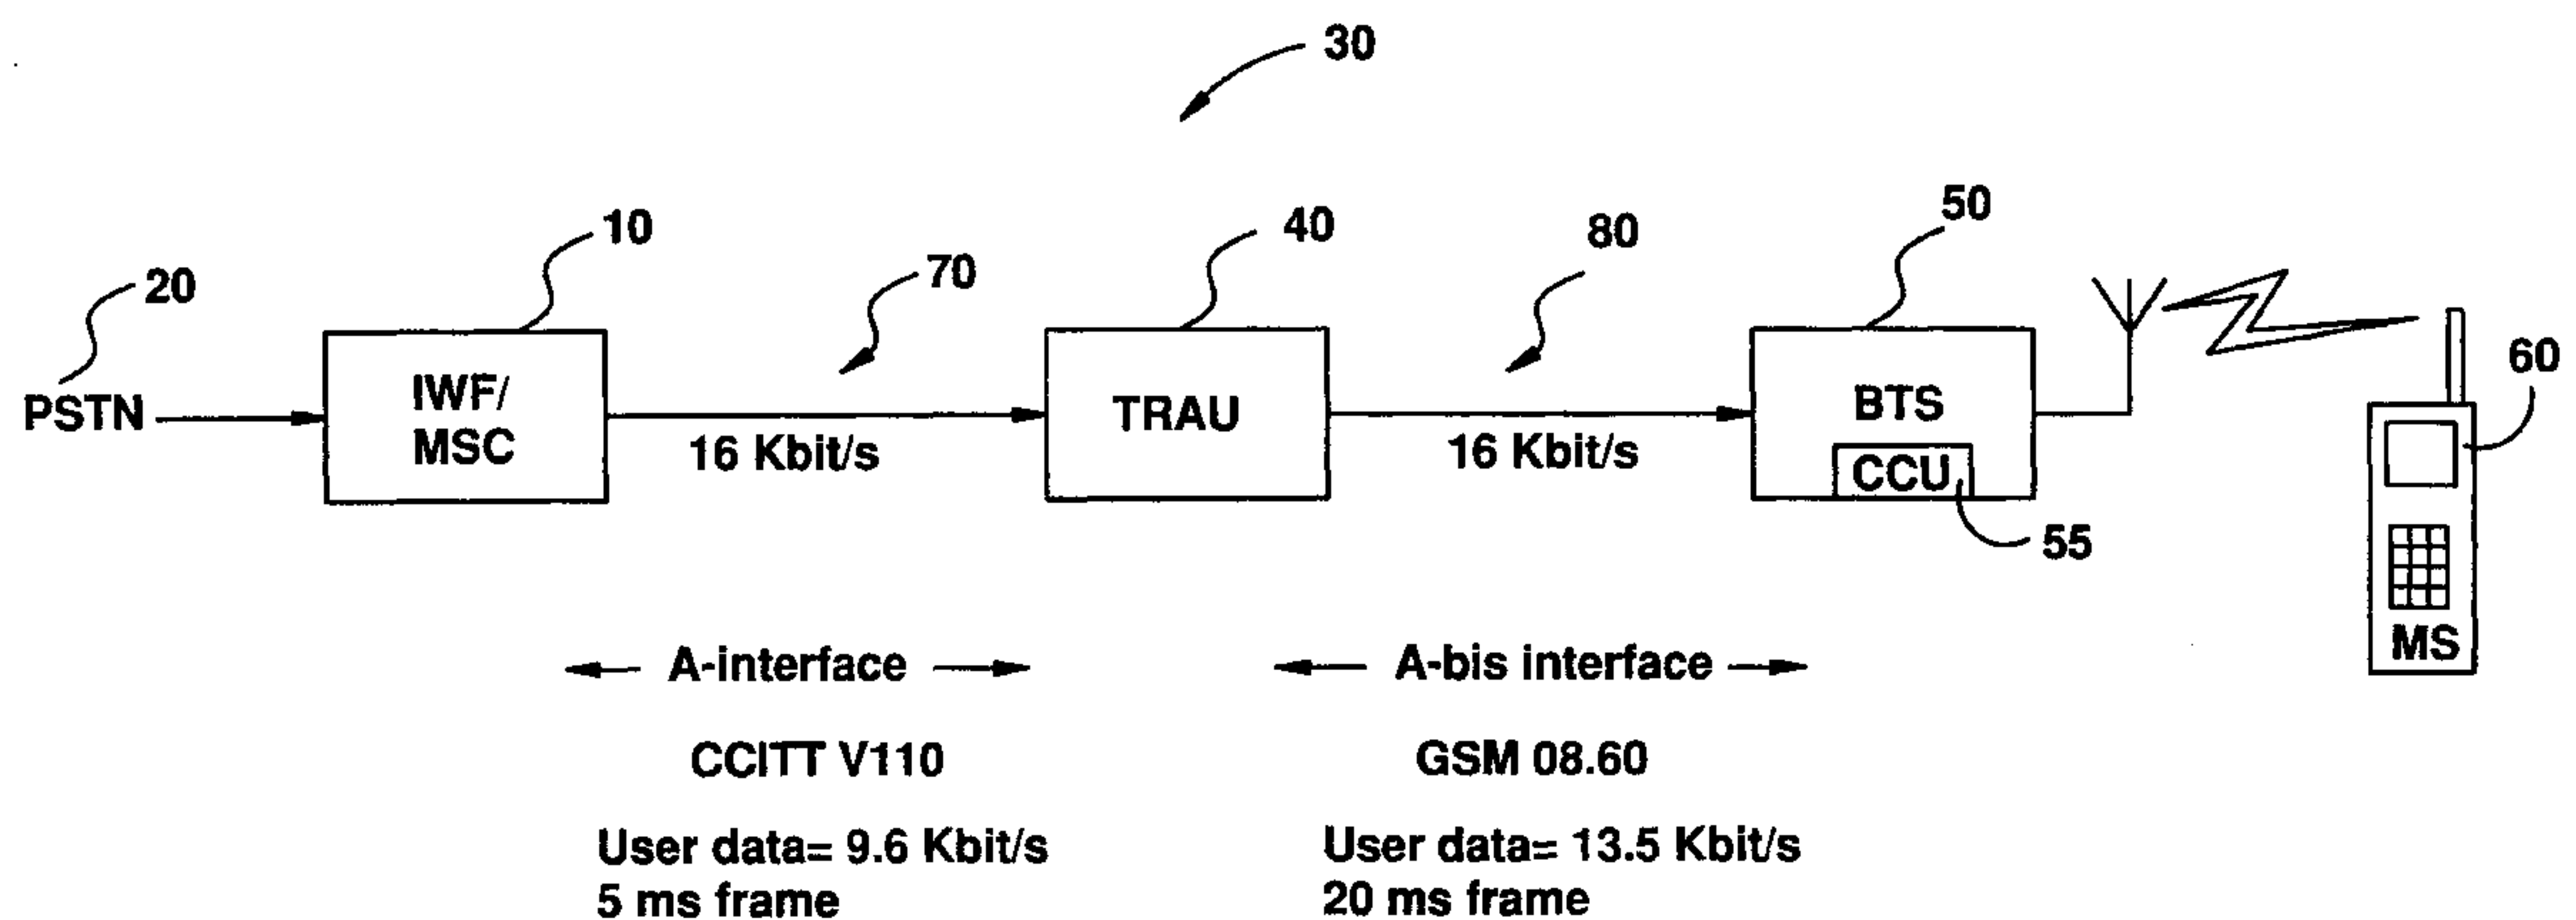 30
10
20
70
40
80
50
60
PSTN
IWF/
MSC
16 Kbit/s
TRAU
16 Kbit/s
BTS
CCU
55
MS
A-interface
A-bis interface
CCITT V110
GSM 08.60
User data= 9.6 Kbit/s
5 ms frame
User data= 13.5 Kbit/s
20 ms frame